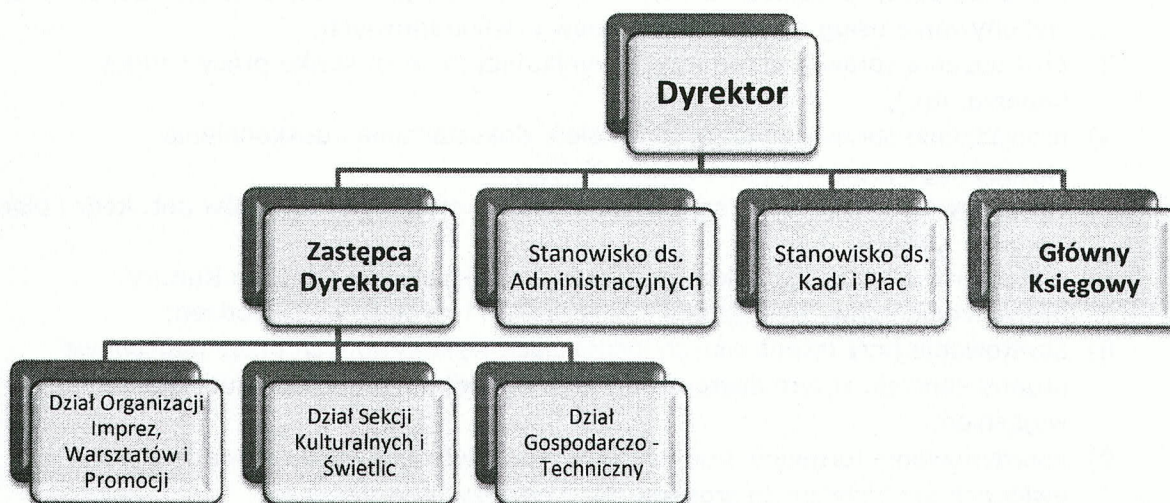 Dyrektor
Zastępca
Dyrektora
Stanowisko ds.
Administracyjnych
Stanowisko ds.
Kadr i Płac
Główny
Księgowy
Dział Organizacji
Imprez,
Warsztatów i
Promocji
Dział Sekcji
Kulturalnych i
Świetlic
Dział
Gospodarczo -
Techniczny